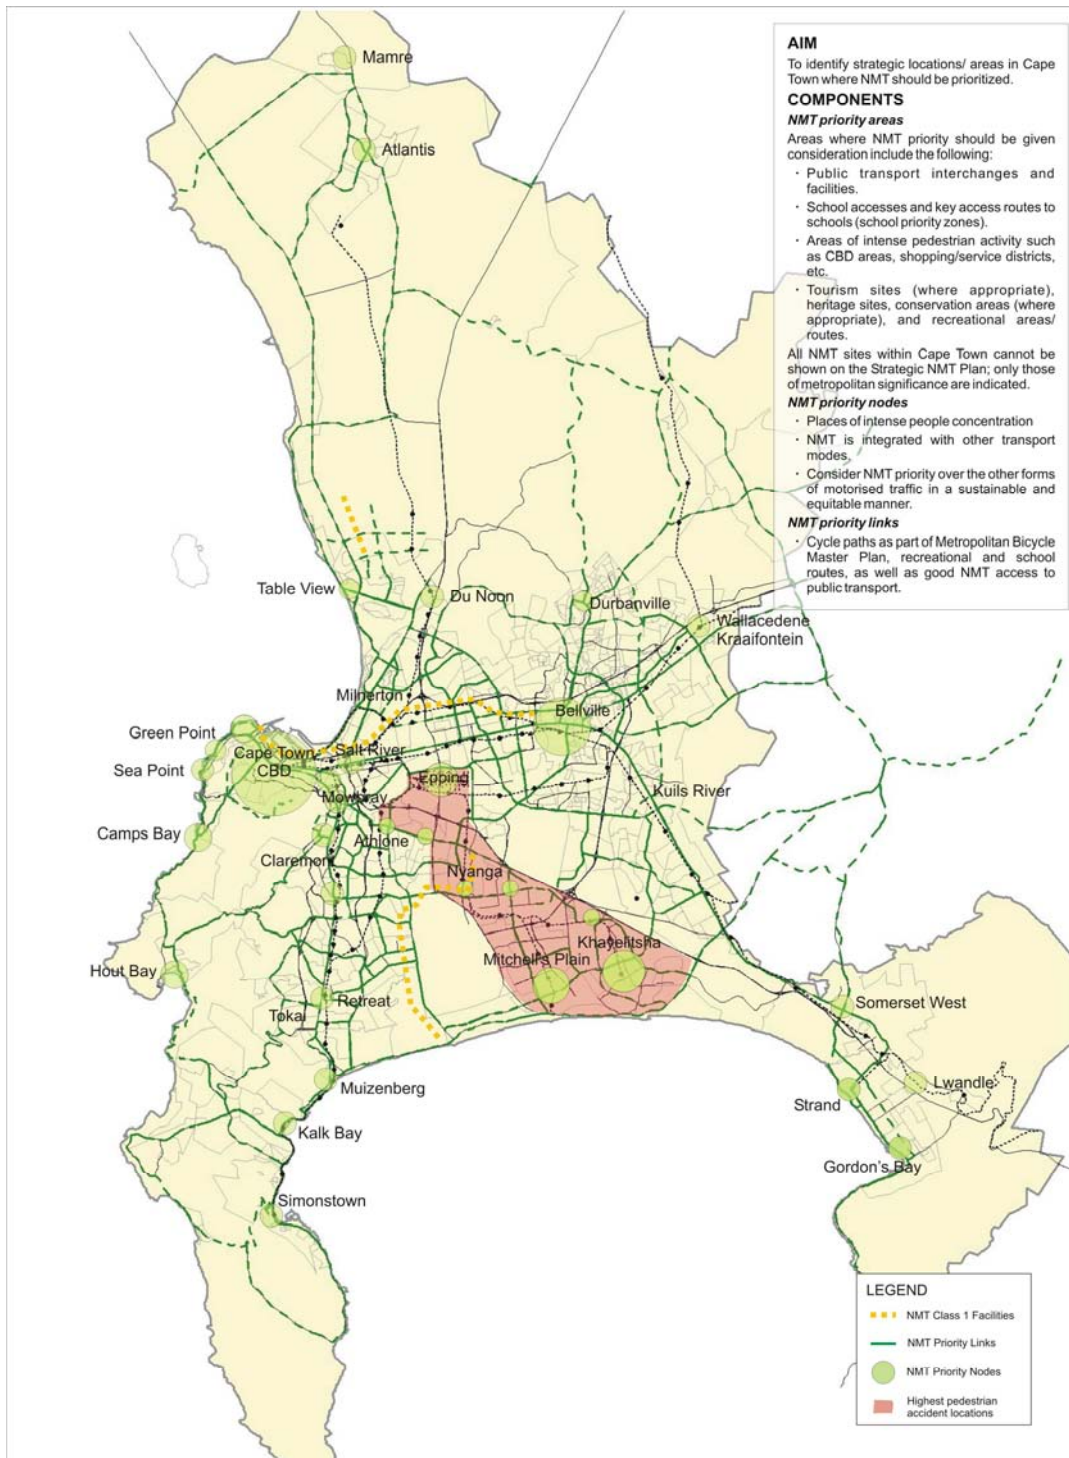 AIM
To identify strategic locations/ areas in Cape
Town where NMT should be prioritized.
COMPONENTS
NMT priority areas
Areas where NMT priority should be given
consideration include the following:
· Public transport interchanges and
facilities.
· School accesses and key access routes to
schools (school priority zones).
· Areas of intense pedestrian activity such
as CBD areas, shopping/service districts,
etc.
· Tourism sites (where appropriate),
heritage sites, conservation areas (where
appropriate), and recreational areas/
routes.
All NMT sites within Cape Town cannot be
shown on the Strategic NMT Plan; only those
of metropolitan significance are indicated.
NMT priority nodes
· Places of intense people concentration
· NMT is integrated with other transport
modes,
· Consider NMT priority over the other forms
of motorised traffic in a sustainable and
equitable manner.
NMT priority links
· Cycle paths as part of Metropolitan Bicycle
Master Plan, recreational and school
routes, as well as good NMT access to
public transport.
Mamre
Atlantis
Table View
Du Noon
Durbanville
Wallacedene
Kraaifontein
Milnerton
Bellville
Green Point
Cape Town
CBD
Salt River
Sea Point
Epping
Kuils River
Mowbray
Camps Bay
Athlone
Claremont
Nyanga
Khayelitsha
Mitchell's Plain
Hout Bay
Retreat
Tokai
Somerset West
Muizenberg
Lwandle
Strand
Kalk Bay
Gordon's Bay
Simonstown
LEGEND
NMT Class 1 Facilities
NMT Priority Links
NMT Priority Nodes
Highest pedestrian
accident locations